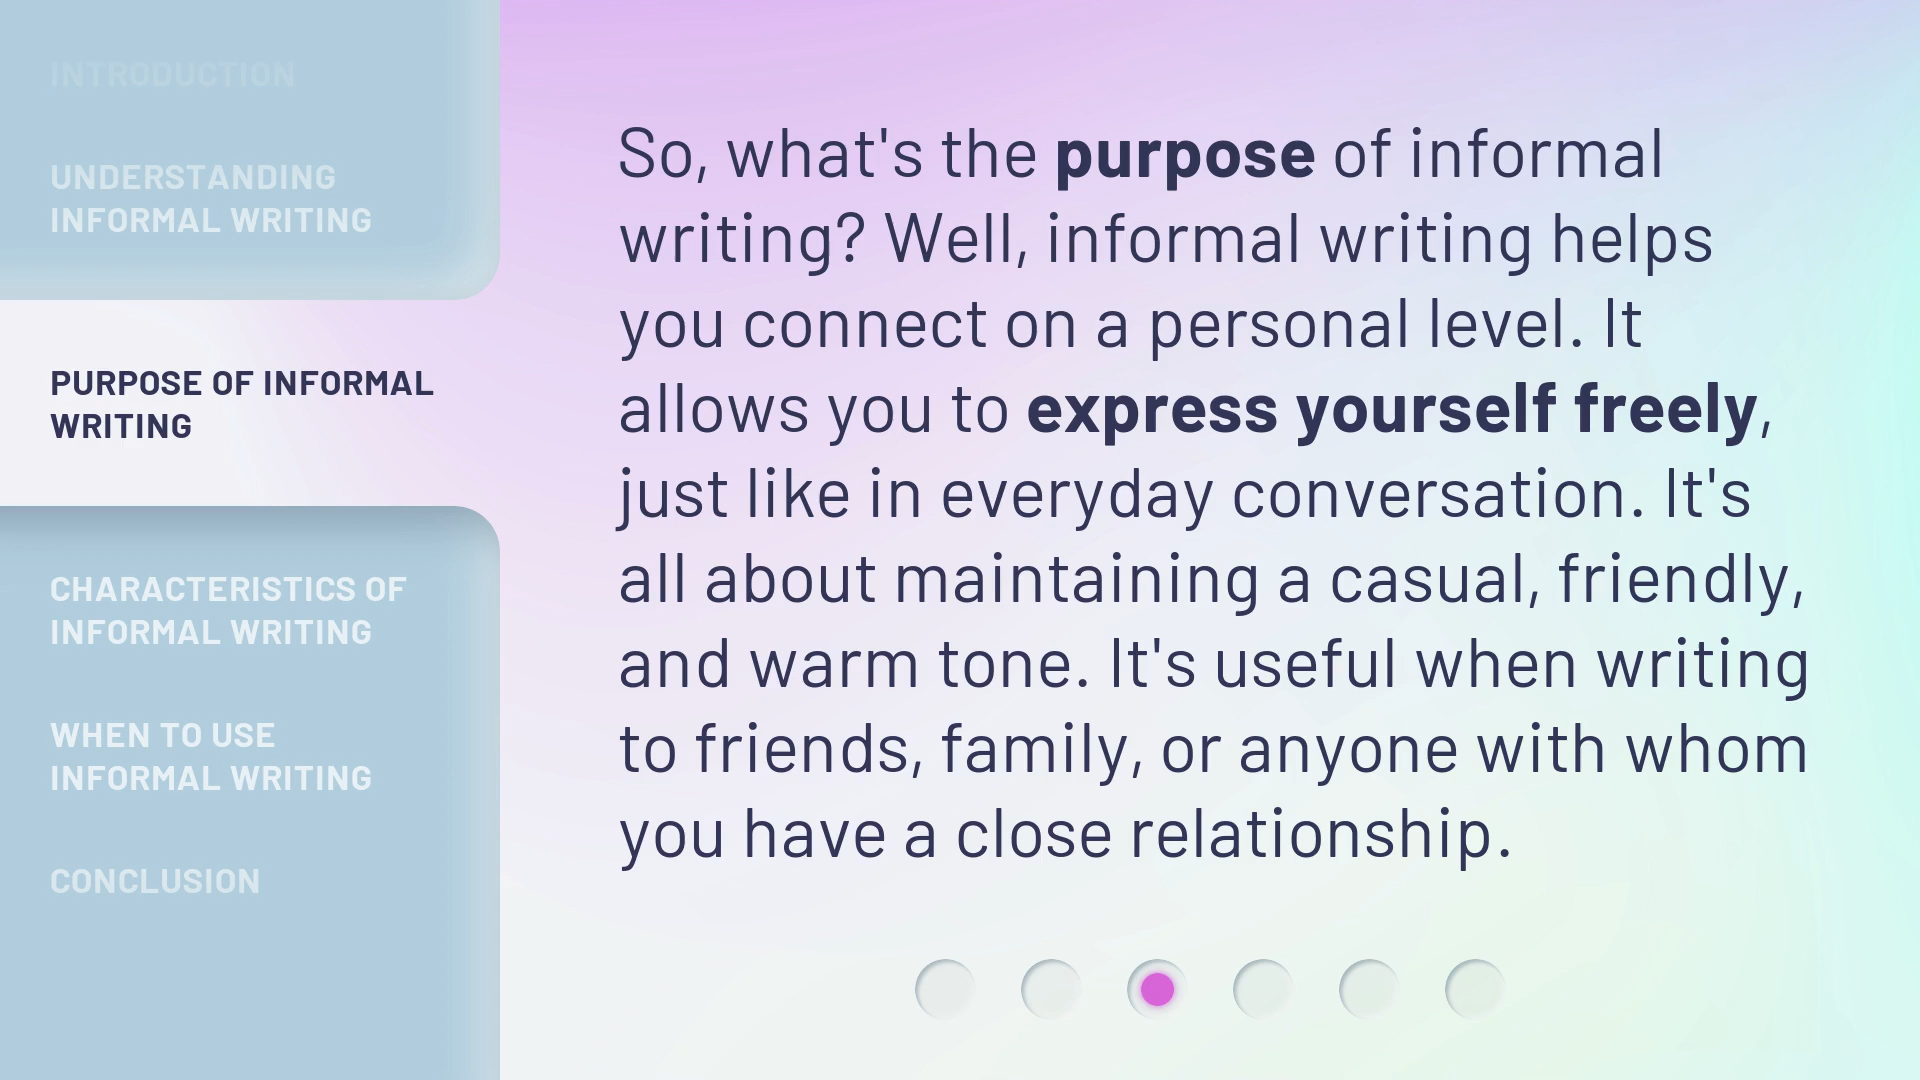 INTRODUCTION
UNDERSTANDING
INFORMAL WRITING
PURPOSE OF INFORMAL
WRITING
CHARACTERISTICS OF
INFORMAL WRITING
WHEN TO USE
INFORMAL WRITING
CONCLUSION
So, what's the purpose of informal
writing? Well, informal writing helps
you connect on a personal level. It
allows you to express yourself freely,
just like in everyday conversation. It's
all about maintaining a casual, friendly,
and warm tone. It's useful when writing
to friends, family, or anyone with whom
you have a close relationship.